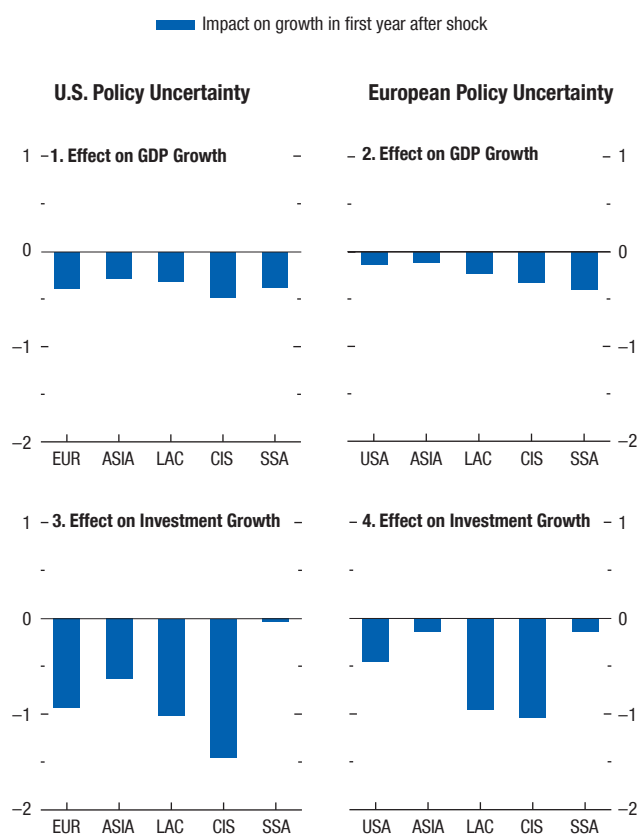 Impact on growth in first year after shock
U.S. Policy Uncertainty
European Policy Uncertainty
1. Effect on GDP Growth
1
0
–1
–2
EUR ASIA LAC CIS SSA
2. Effect on GDP Growth
1
0
–1
–2
USA ASIA LAC CIS SSA
3. Effect on Investment Growth
1
0
–1
–2
EUR ASIA LAC CIS SSA
4. Effect on Investment Growth
1
0
–1
–2
USA ASIA LAC CIS SSA